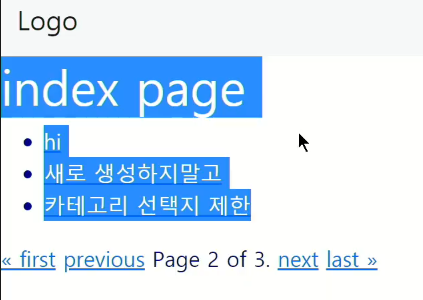 Logo
index page
hi
새로 생성하지말고
카테고리 선택지 제한
« first previous Page 2 of 3. next last »